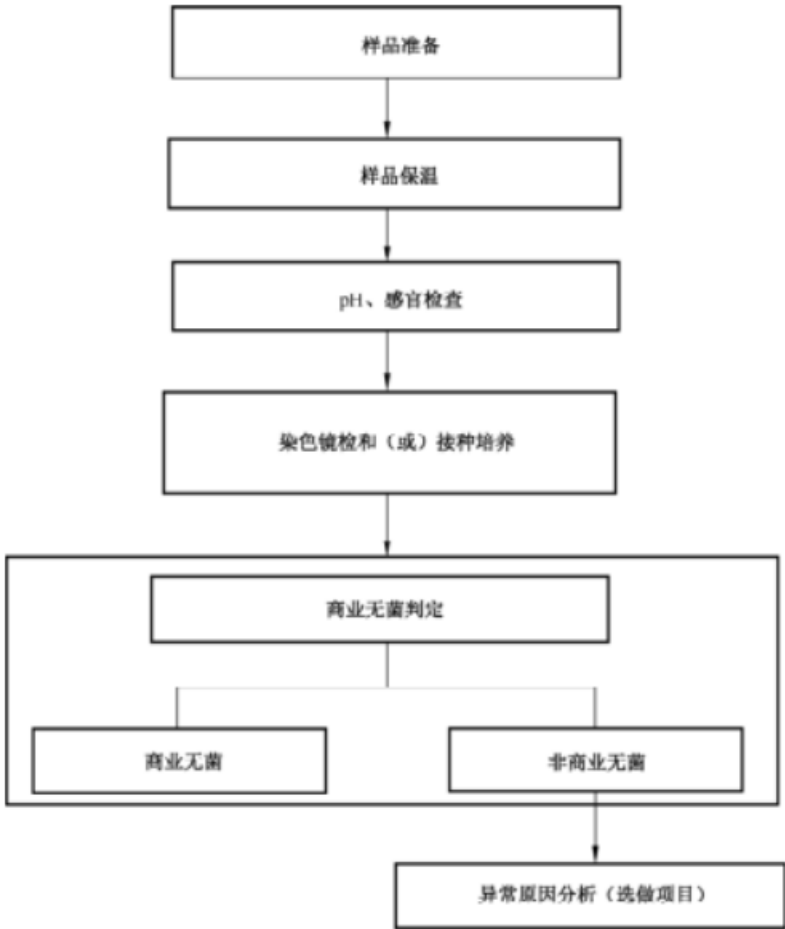 样品准备
样品保温
pH、感官检查
染色镜检和（或）接种培养
商业无菌判定
商业无菌
非商业无菌
异常原因分析（选做项目）